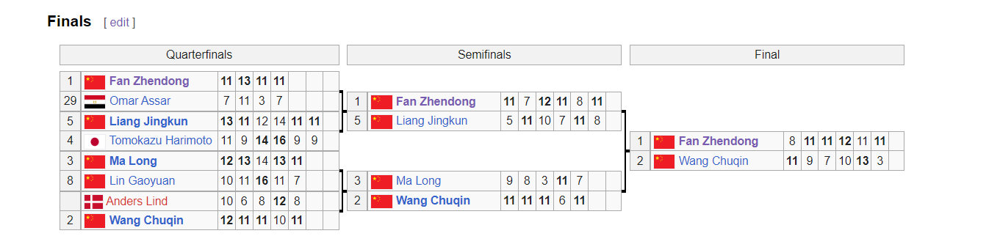 Finals [ edit ]
Quarterfinals Semifinals Final
1 Fan Zhendong 11 13 11 11
29 Omar Assar 7 11 3 7
5 Liang Jingkun 13 11 12 14 11 11
4 Tomokazu Harimoto 11 9 14 16 9 9
3 Ma Long 12 13 14 13 11
8 Lin Gaoyuan 10 11 16 11 7
Anders Lind 10 6 8 12 8
2 Wang Chuqin 12 11 11 10 11
1 Fan Zhendong 11 7 12 11 8 11
5 Liang Jingkun 5 11 10 7 11 8
3 Ma Long 9 8 3 11 7
2 Wang Chuqin 11 11 11 6 11
1 Fan Zhendong 8 11 11 12 11 11
2 Wang Chuqin 11 9 7 10 13 3